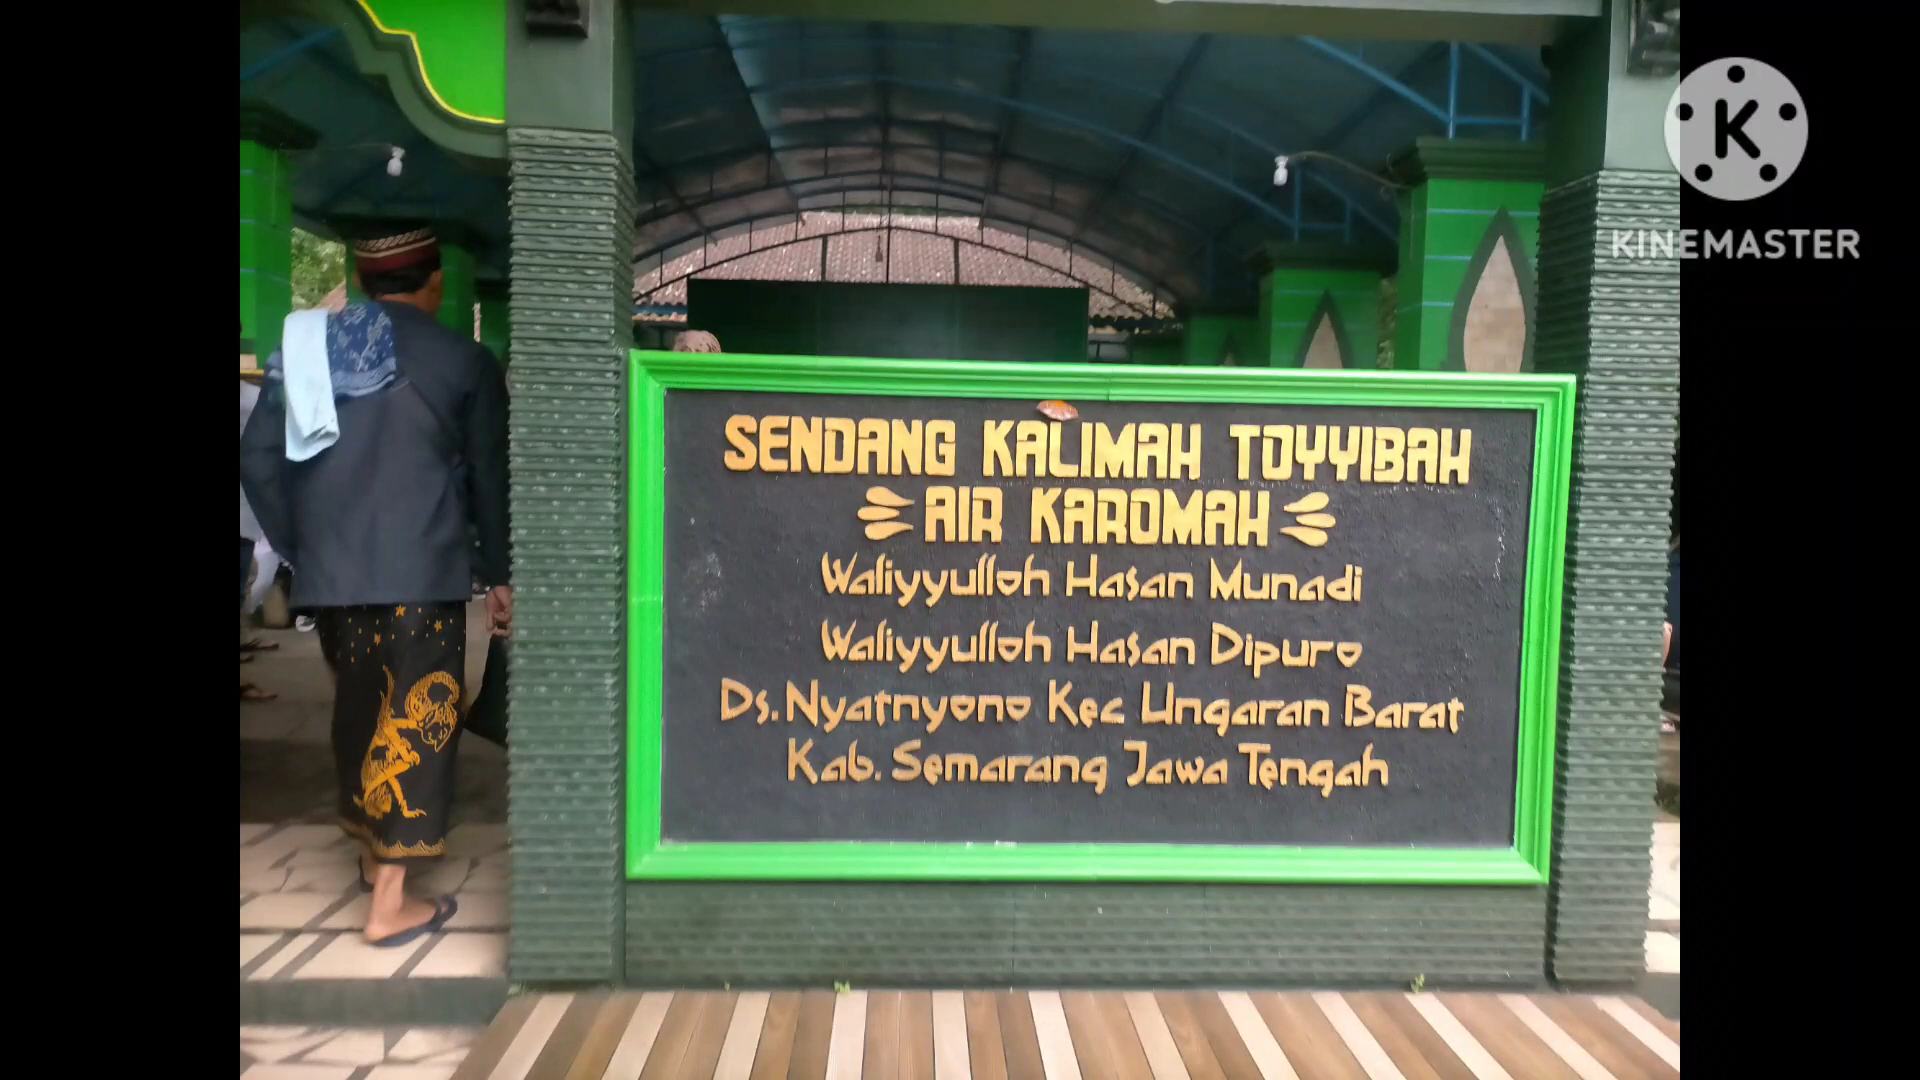 SENDANG KALIMAH TOYYIBAH
AIR KAROMAH
Waliyyulloh Hasan Munadi
Waliyyulloh Hasan Dipuro
Ds. Nyatnyono Kec Ungaran Barat
Kab. Semarang Jawa Tengah
K
KINEMASTER